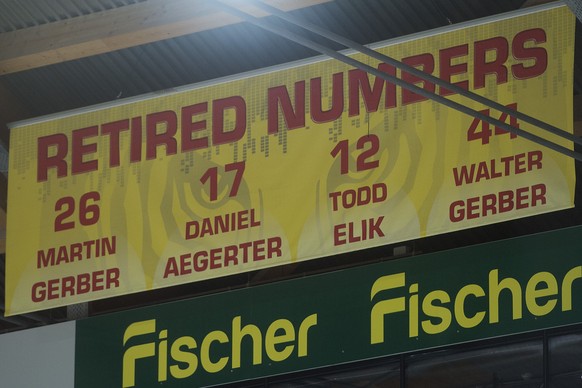 RETIRED NUMBERS
26 17 12 44
MARTIN DANIEL TODD WALTER
GERBER AEGERTER ELIK GERBER
Fischer Fischer